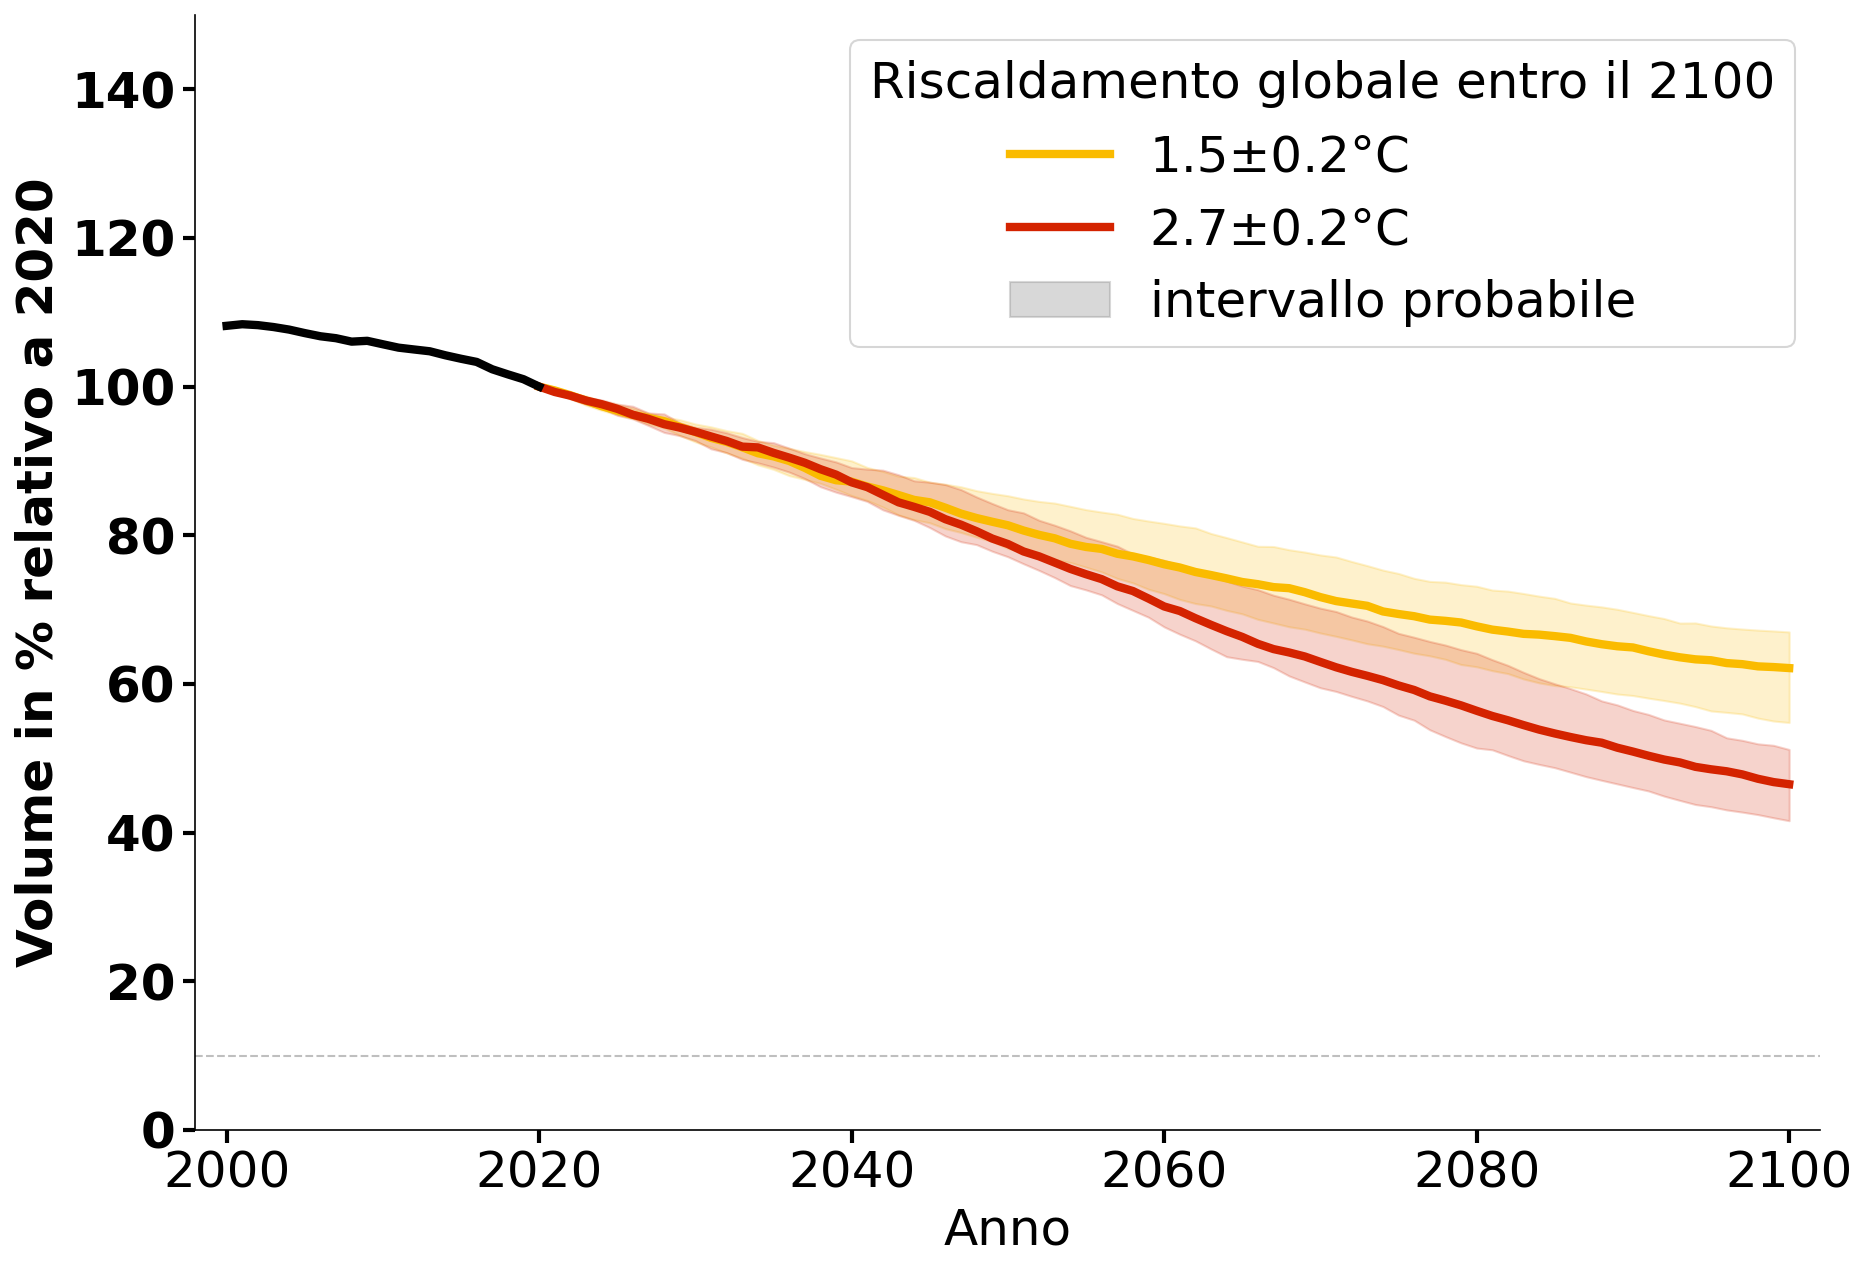 Riscaldamento globale entro il 2100
1.5±0.2°C
2.7±0.2°C
intervallo probabile
Volume in % relativo a 2020
140
120
100
80
60
40
20
0
2000 2020 2040 2060 2080 2100
Anno